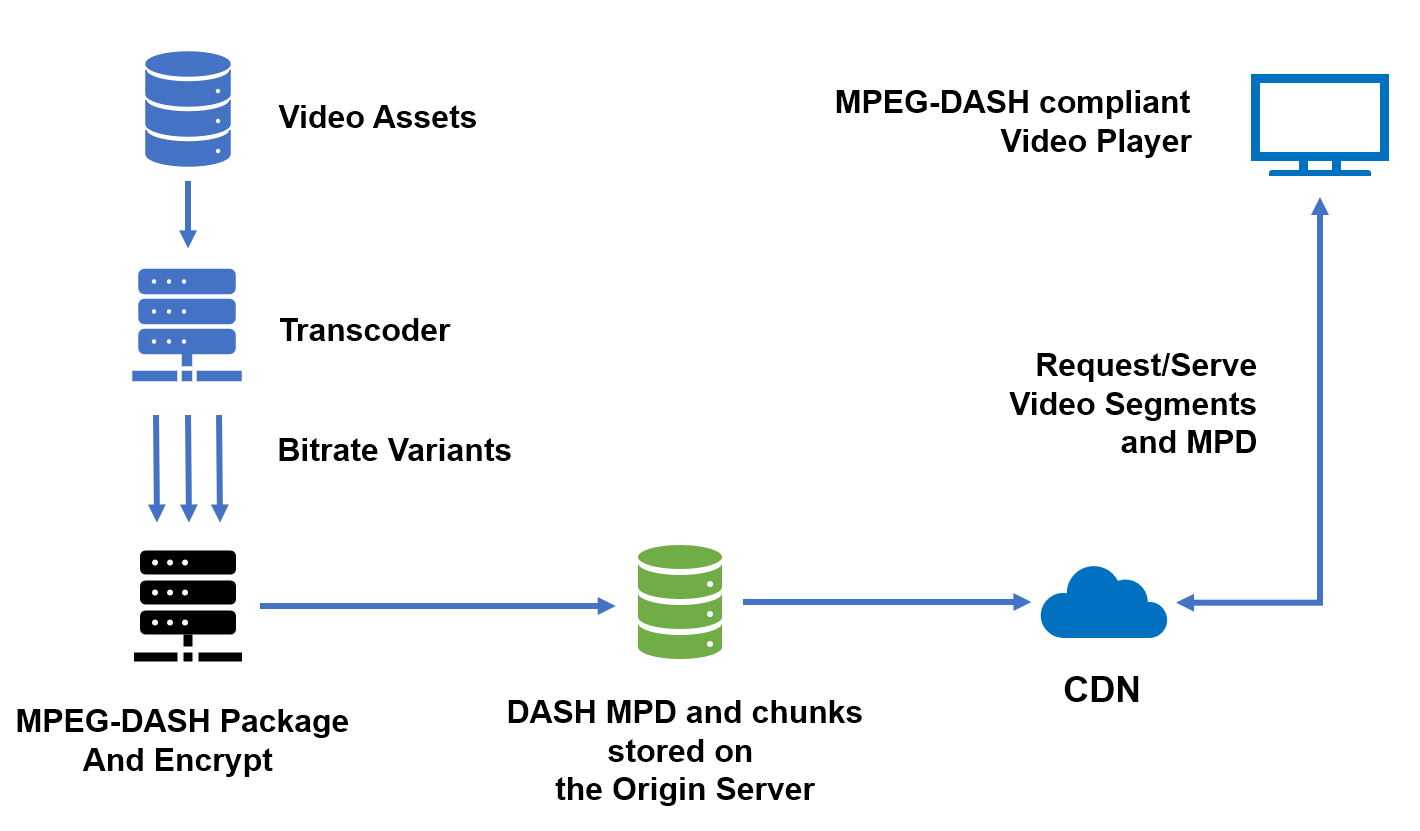 Video Assets
MPEG-DASH compliant
Video Player
Transcoder
Bitrate Variants
Request/Serve
Video Segments
and MPD
MPEG-DASH Package
And Encrypt
DASH MPD and chunks
stored on
the Origin Server
CDN